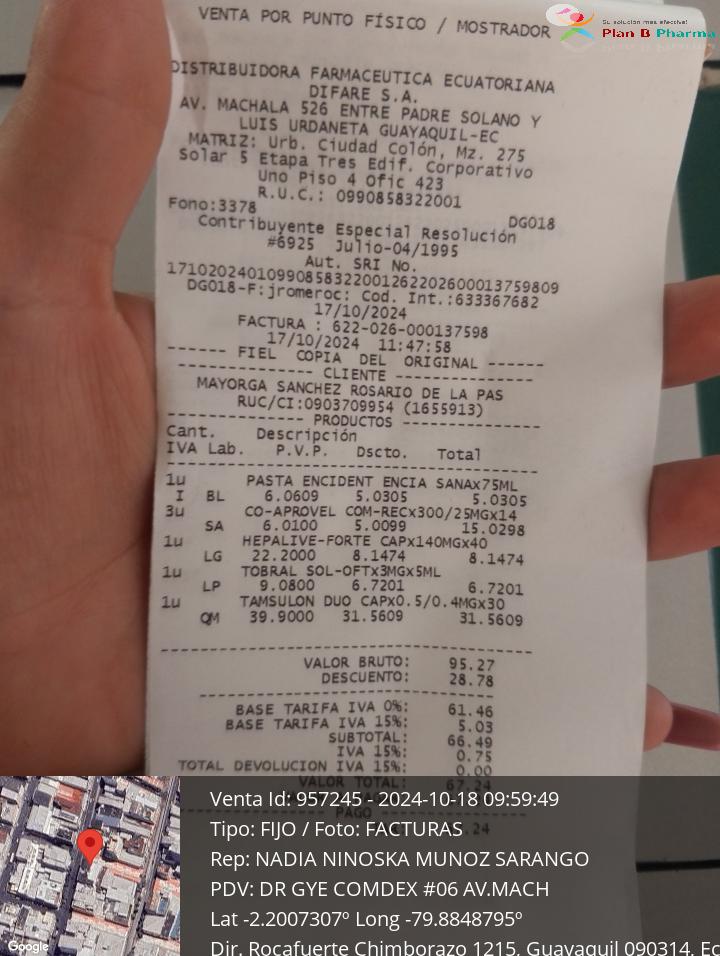 VENTA POR PUNTO FÍSICO / MOSTRADOR
Su solución mas efectiva!
Plan B Pharma
DISTRIBUIDORA FARMACEUTICA ECUATORIANA
DIFARE S.A.
AV. MACHALA 526 ENTRE PADRE SOLANO Y
LUIS URDANETA GUAYAQUIL-EC
MATRIZ: Urb. Ciudad Colón, Mz. 275
Solar 5 Etapa Tres Edif. Corporativo
Uno Piso 4 Ofic 423
R.U.C.: 0990858322001
Fono:3378 DG018
Contribuyente Especial Resolución
#6925 Julio-04/1995
Aut. SRI No.
1710202401099085832200126220260001375980​9
DG018-F:jromeroc: Cod. Int.:633367682
17/10/2024
FACTURA : 622-026-000137598
17/10/2024 11:47:58
------ FIEL COPIA DEL ORIGINAL ------
--------------- CLIENTE ---------------
MAYORGA SANCHEZ ROSARIO DE LA PAS
RUC/CI:0903709954 (1655913)
--------------- PRODUCTOS ---------------
Cant. Descripción
IVA Lab. P.V.P. Dscto. Total
1u PASTA ENCIDENT ENCIA SANAx75ML
I BL 6.0609 5.0305 5.0305
3u CO-APROVEL COM-RECx300/25MGx14
SA 6.0100 5.0099 15.0298
1u HEPALIVE-FORTE CAPx140MGx40
LG 22.2000 8.1474 8.1474
1u TOBRAL SOL-OFTx3MGx5ML
LP 9.0800 6.7201 6.7201
1u TAMSULON DUO CAPx0.5/0.4MGx30
QM 39.9000 31.5609 31.5609
VALOR BRUTO: 95.27
DESCUENTO: 28.78
BASE TARIFA IVA 0%: 61.46
BASE TARIFA IVA 15%: 5.03
SUBTOTAL: 66.49
IVA 15%: 0.75
TOTAL DEVOLUCION IVA 15%: 0.00
VALOR TOTAL: 67.24
PAGO
.24
Venta Id: 957245 - 2024-10-18 09:59:49
Tipo: FIJO / Foto: FACTURAS
Rep: NADIA NINOSKA MUNOZ SARANGO
PDV: DR GYE COMDEX #06 AV.MACH
Lat -2.2007307º Long -79.8848795º
Dir. Rocafuerte Chimborazo 1215, Guayaquil 090314, Ec
Google